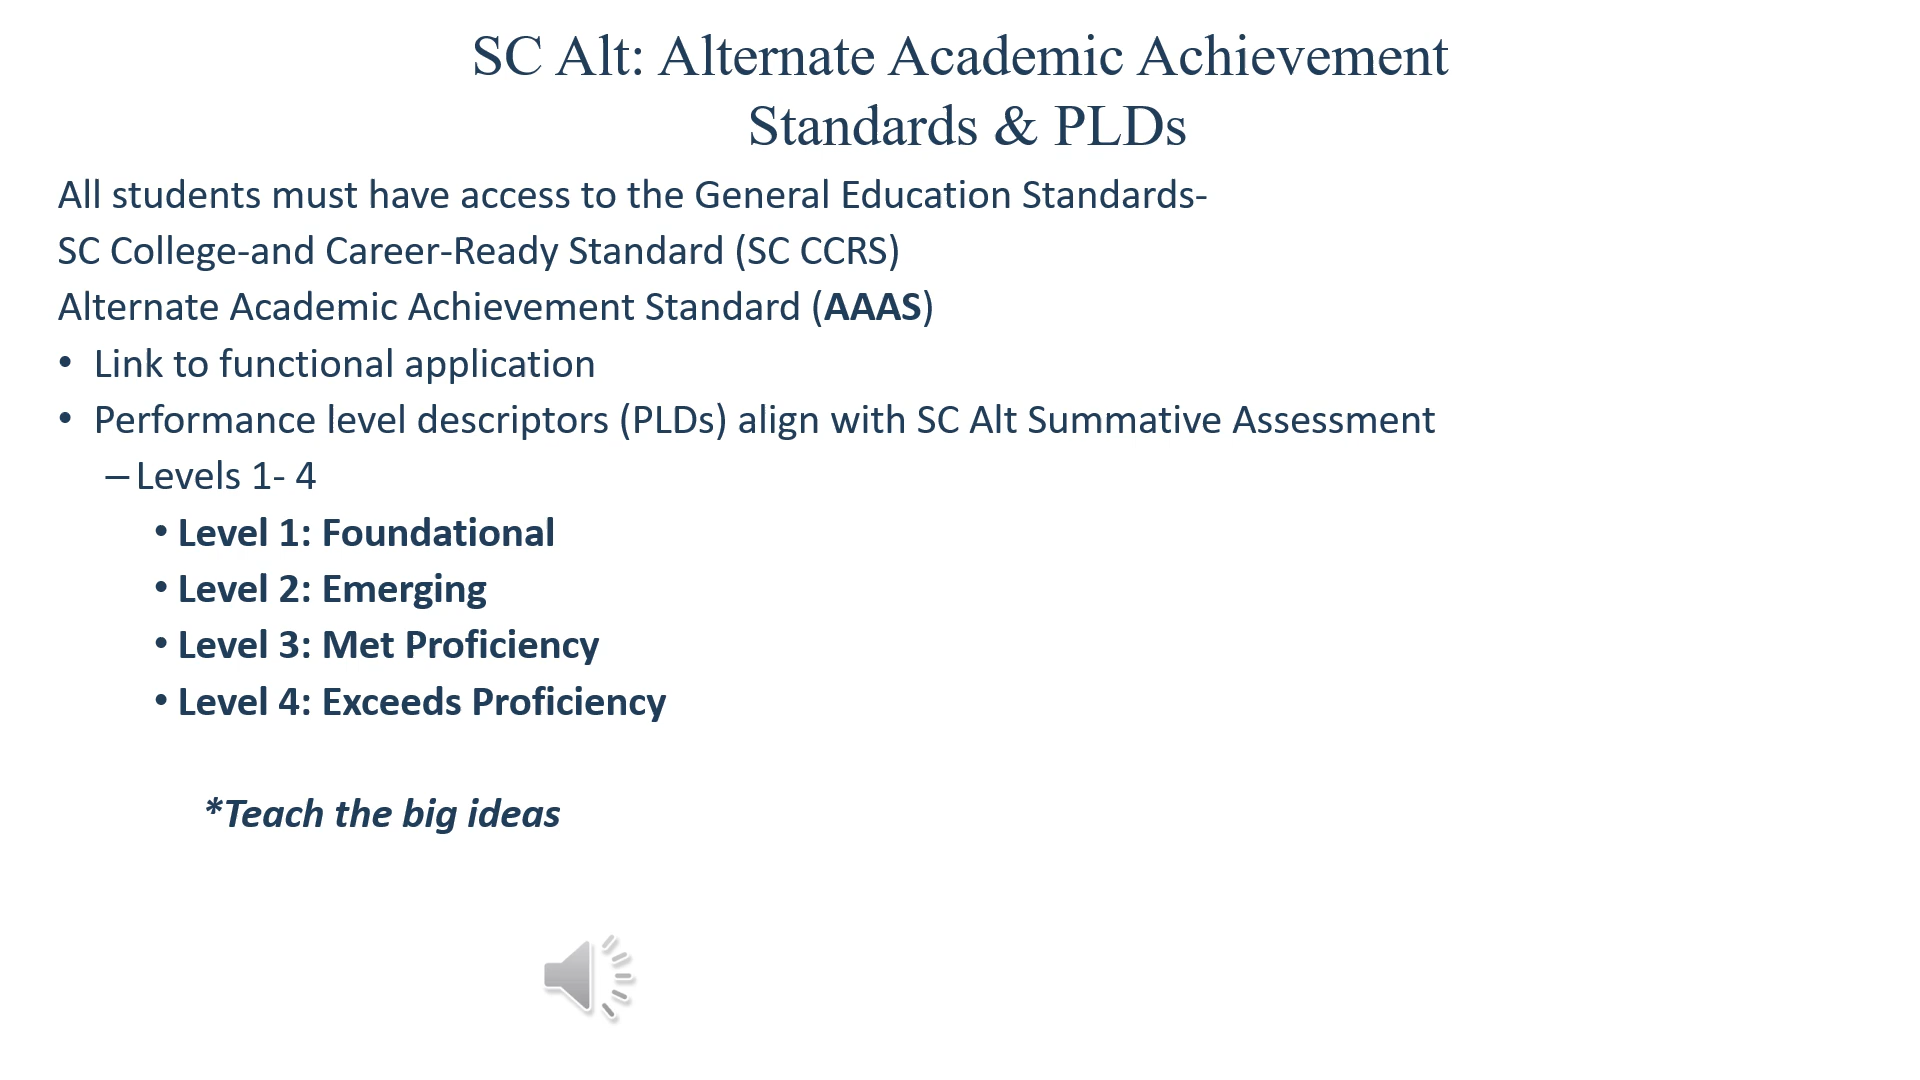 SC Alt: Alternate Academic Achievement
Standards & PLDs
All students must have access to the General Education Standards-
SC College-and Career-Ready Standard (SC CCRS)
Alternate Academic Achievement Standard (AAAS)
• Link to functional application
• Performance level descriptors (PLDs) align with SC Alt Summative Assessment
– Levels 1- 4
• Level 1: Foundational
• Level 2: Emerging
• Level 3: Met Proficiency
• Level 4: Exceeds Proficiency
*Teach the big ideas